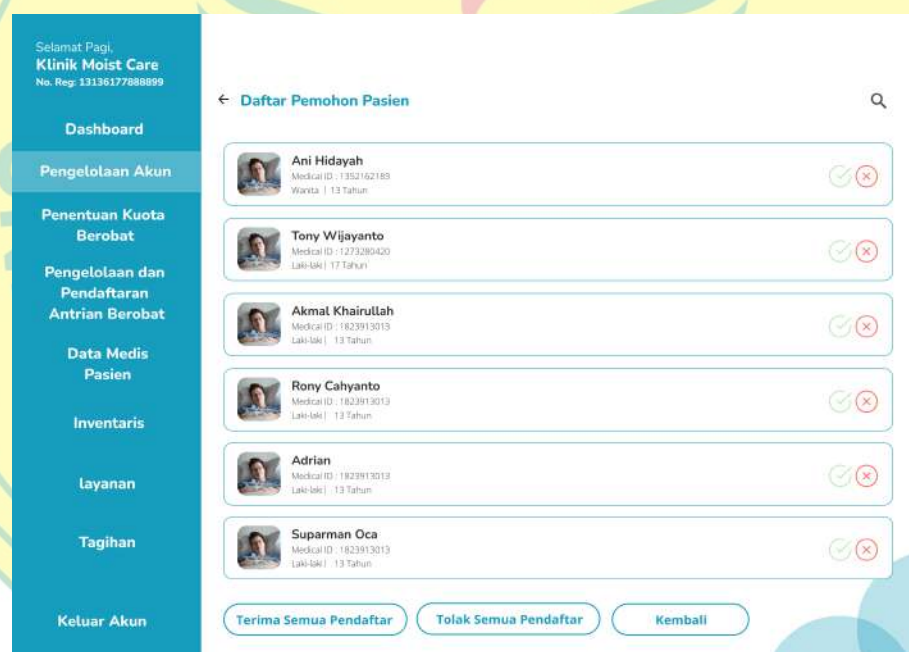 Selamat Pagi,
Klinik Moist Care
No. Reg: 13136177888899
Dashboard
Pengelolaan Akun
Penentuan Kuota
Berobat
Pengelolaan dan
Pendaftaran
Antrian Berobat
Data Medis
Pasien
Inventaris
layanan
Tagihan
Keluar Akun
← Daftar Pemohon Pasien
Ani Hidayah
Medical ID : 1352162189
Wanita | 13 Tahun
Tony Wijayanto
Medical ID : 1273280420
Laki-laki | 17 Tahun
Akmal Khairullah
Medical ID : 1823913013
Laki-laki | 13 Tahun
Rony Cahyanto
Medical ID : 1823913013
Laki-laki | 13 Tahun
Adrian
Medical ID : 1823913013
Laki-laki | 13 Tahun
Suparman Oca
Medical ID : 1823913013
Laki-laki | 13 Tahun
Terima Semua Pendaftar
Tolak Semua Pendaftar
Kembali